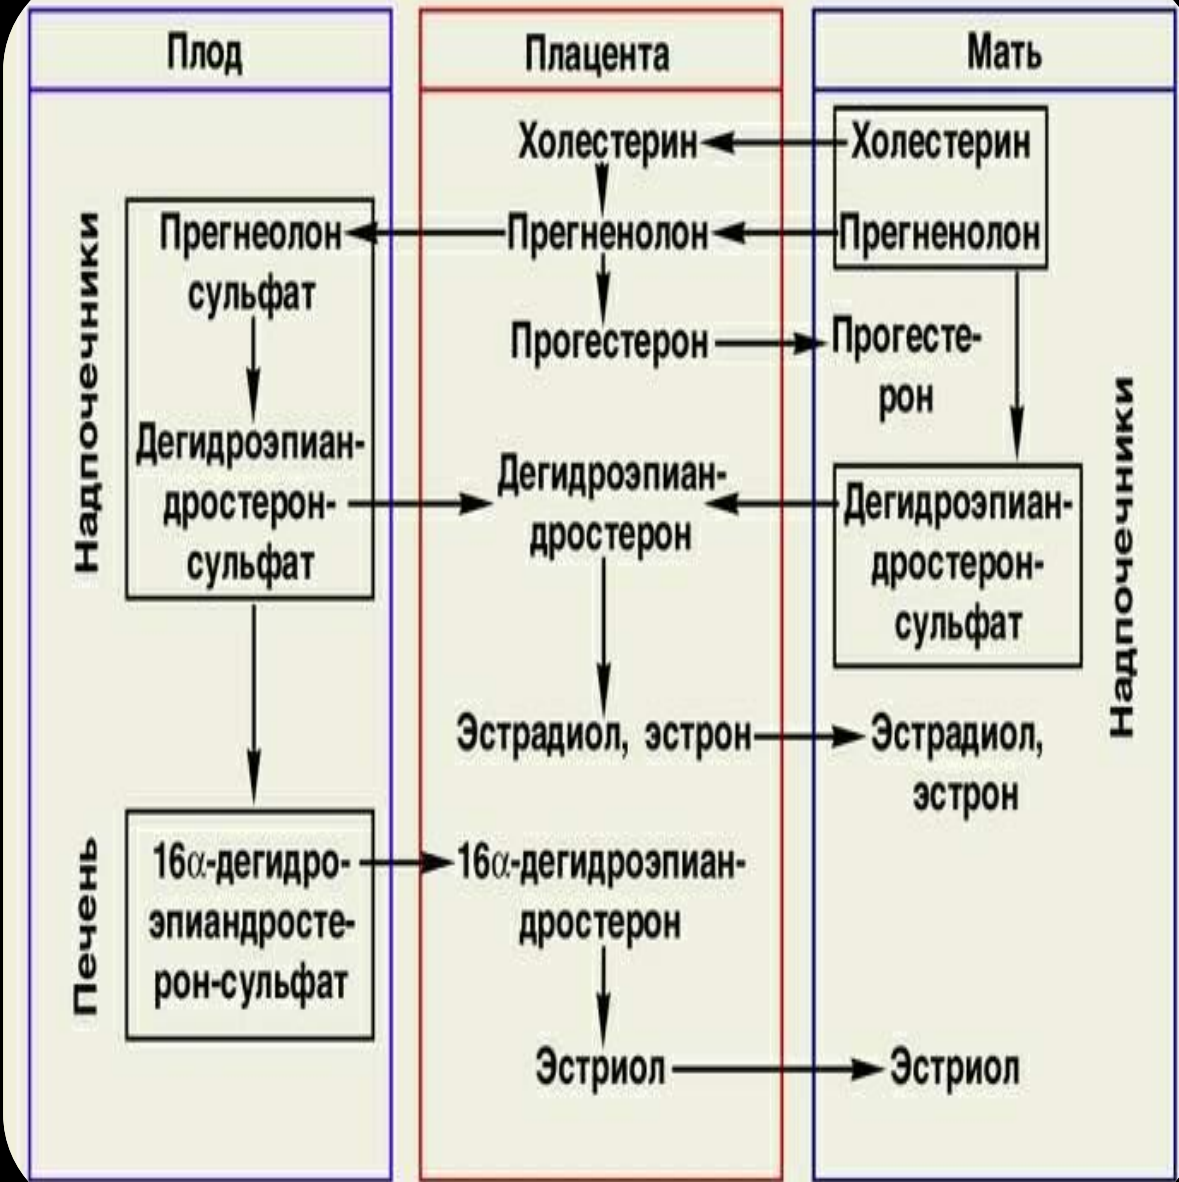 Плод
Плацента
Мать
Надпочечники
Прегнеолон
сульфат
Дегидроэпиан-
дростерон-
сульфат
Печень
16α-дегидро-
эпиандросте-
рон-сульфат
Холестерин
Прегненолон
Прогестерон
Дегидроэпиан-
дростерон
Эстрадиол, эстрон
16α-дегидроэпиан-
дростерон
Эстриол
Холестерин
Прегненолон
Прогесте-
рон
Дегидроэпиан-
дростерон-
сульфат
Надпочечники
Эстрадиол,
эстрон
Эстриол